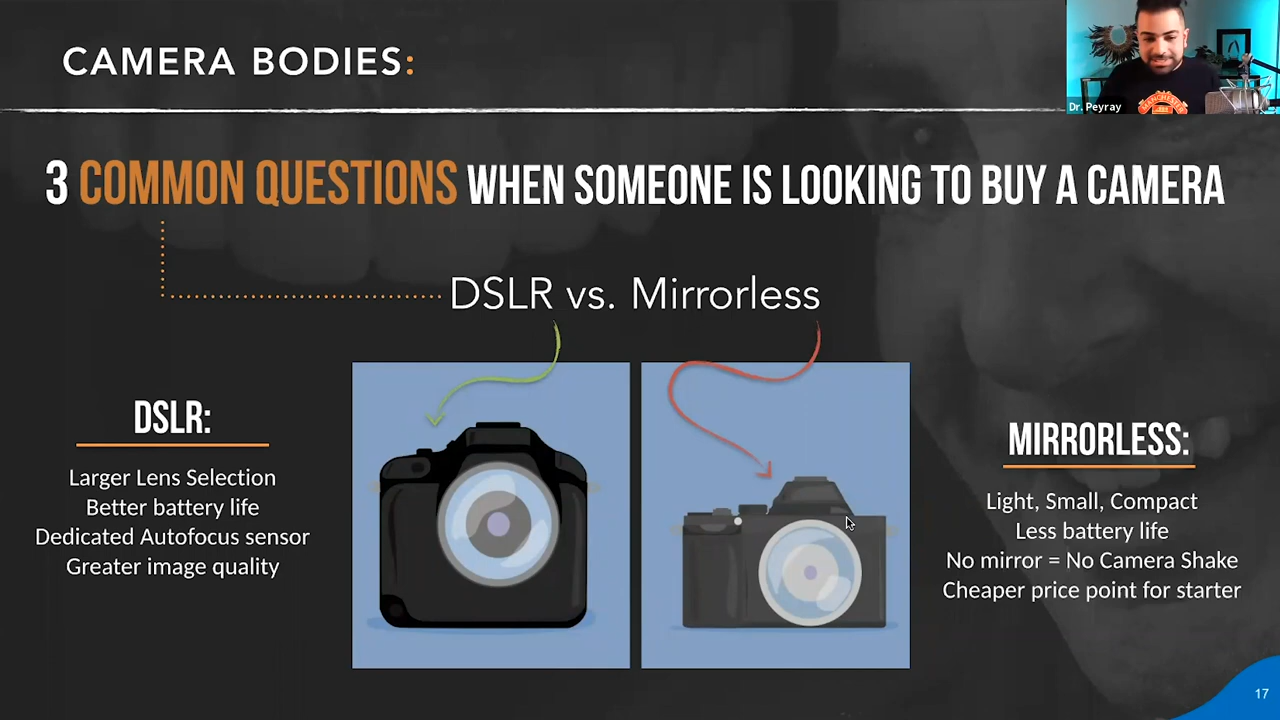 CAMERA BODIES:
Dr. Peyray
MANCHESTER
3 COMMON QUESTIONS WHEN SOMEONE IS LOOKING TO BUY A CAMERA
DSLR vs. Mirrorless
DSLR:
Larger Lens Selection
Better battery life
Dedicated Autofocus sensor
Greater image quality
MIRRORLESS:
Light, Small, Compact
Less battery life
No mirror = No Camera Shake
Cheaper price point for starter
17